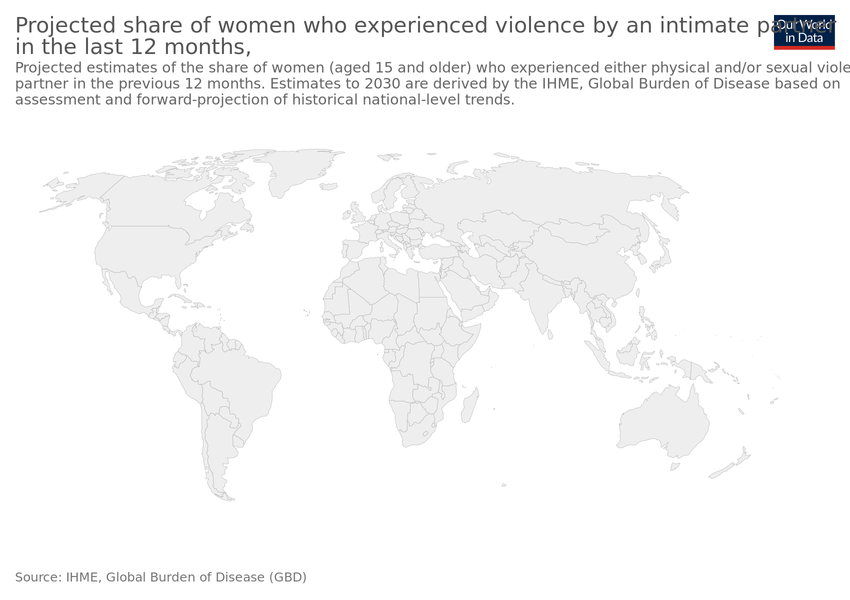 Projected share of women who experienced violence by an intimate partner
in the last 12 months,
Our World
in Data
Projected estimates of the share of women (aged 15 and older) who experienced either physical and/or sexual viole
partner in the previous 12 months. Estimates to 2030 are derived by the IHME, Global Burden of Disease based on
assessment and forward-projection of historical national-level trends.
Source: IHME, Global Burden of Disease (GBD)